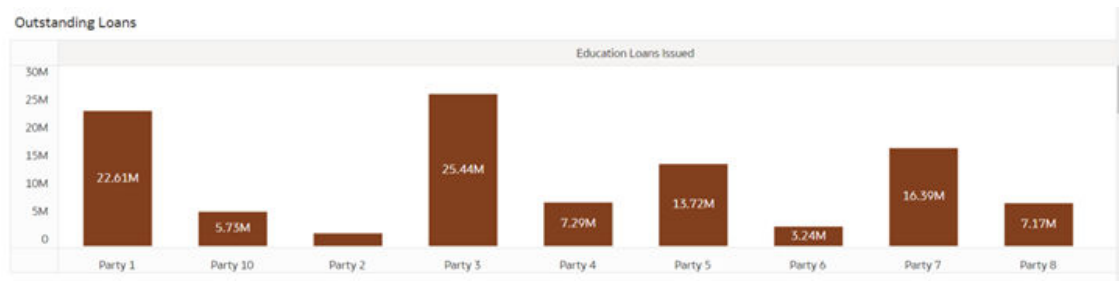 Outstanding Loans
Education Loans Issued
30M
25M
20M
15M
10M
5M
0
22.61M
5.73M
25.44M
7.29M
13.72M
3.24M
16.39M
7.17M
Party 1 Party 10 Party 2 Party 3 Party 4 Party 5 Party 6 Party 7 Party 8